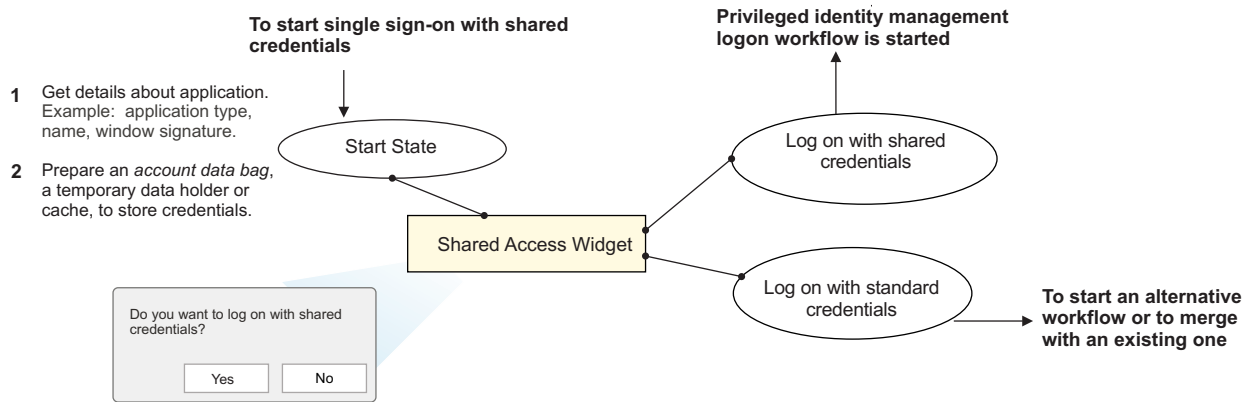 To start single sign-on with shared
credentials
Privileged identity management
logon workflow is started
1 Get details about application.
Example: application type,
name, window signature.
2 Prepare an account data bag,
a temporary data holder or
cache, to store credentials.
Start State
Log on with shared
credentials
Shared Access Widget
Log on with standard
credentials
To start an alternative
workflow or to merge
with an existing one
Do you want to log on with shared
credentials?
Yes
No